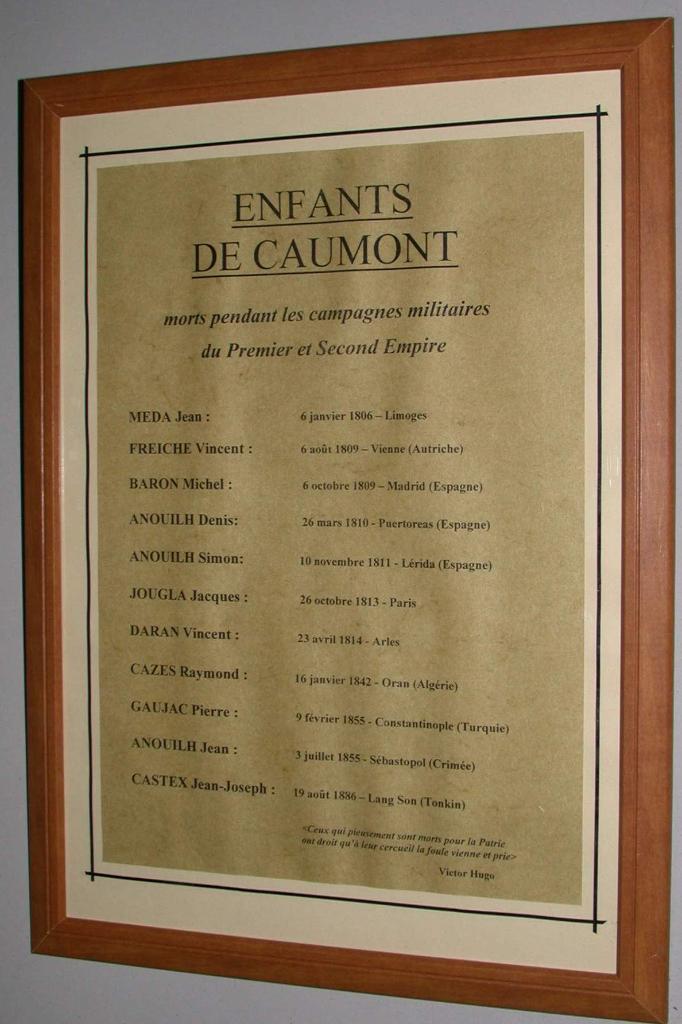 ENFANTS
DE CAUMONT
morts pendant les campagnes militaires
du Premier et Second Empire
MEDA Jean : 6 janvier 1806 – Limoges
FREICHE Vincent : 6 août 1809 – Vienne (Autriche)
BARON Michel : 6 octobre 1809 – Madrid (Espagne)
ANOUILH Denis: 26 mars 1810 - Puertoreas (Espagne)
ANOUILH Simon: 10 novembre 1811 - Lérida (Espagne)
JOUGLA Jacques : 26 octobre 1813 - Paris
DARAN Vincent : 23 avril 1814 - Arles
CAZES Raymond : 16 janvier 1842 - Oran (Algérie)
GAUJAC Pierre : 9 février 1855 - Constantinople (Turquie)
ANOUILH Jean : 3 juillet 1855 - Sébastopol (Crimée)
CASTEX Jean-Joseph : 19 août 1886 – Lang Son (Tonkin)
<Ceux qui pieusement sont morts pour la Patrie
ont droit qu'à leur cercueil la foule vienne et prie>
Victor Hugo